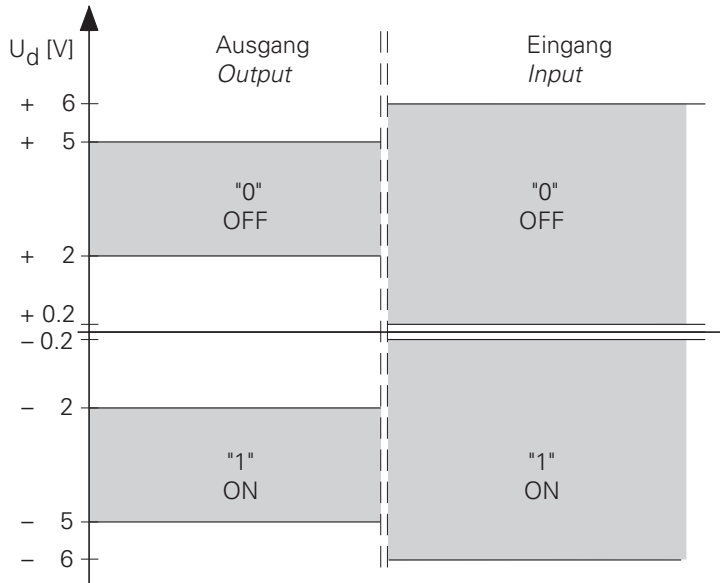 U_d [V]
Ausgang
Output
Eingang
Input
+ 6
+ 5
"0"
OFF
"0"
OFF
+ 2
+ 0.2
– 0.2
– 2
"1"
ON
"1"
ON
– 5
– 6